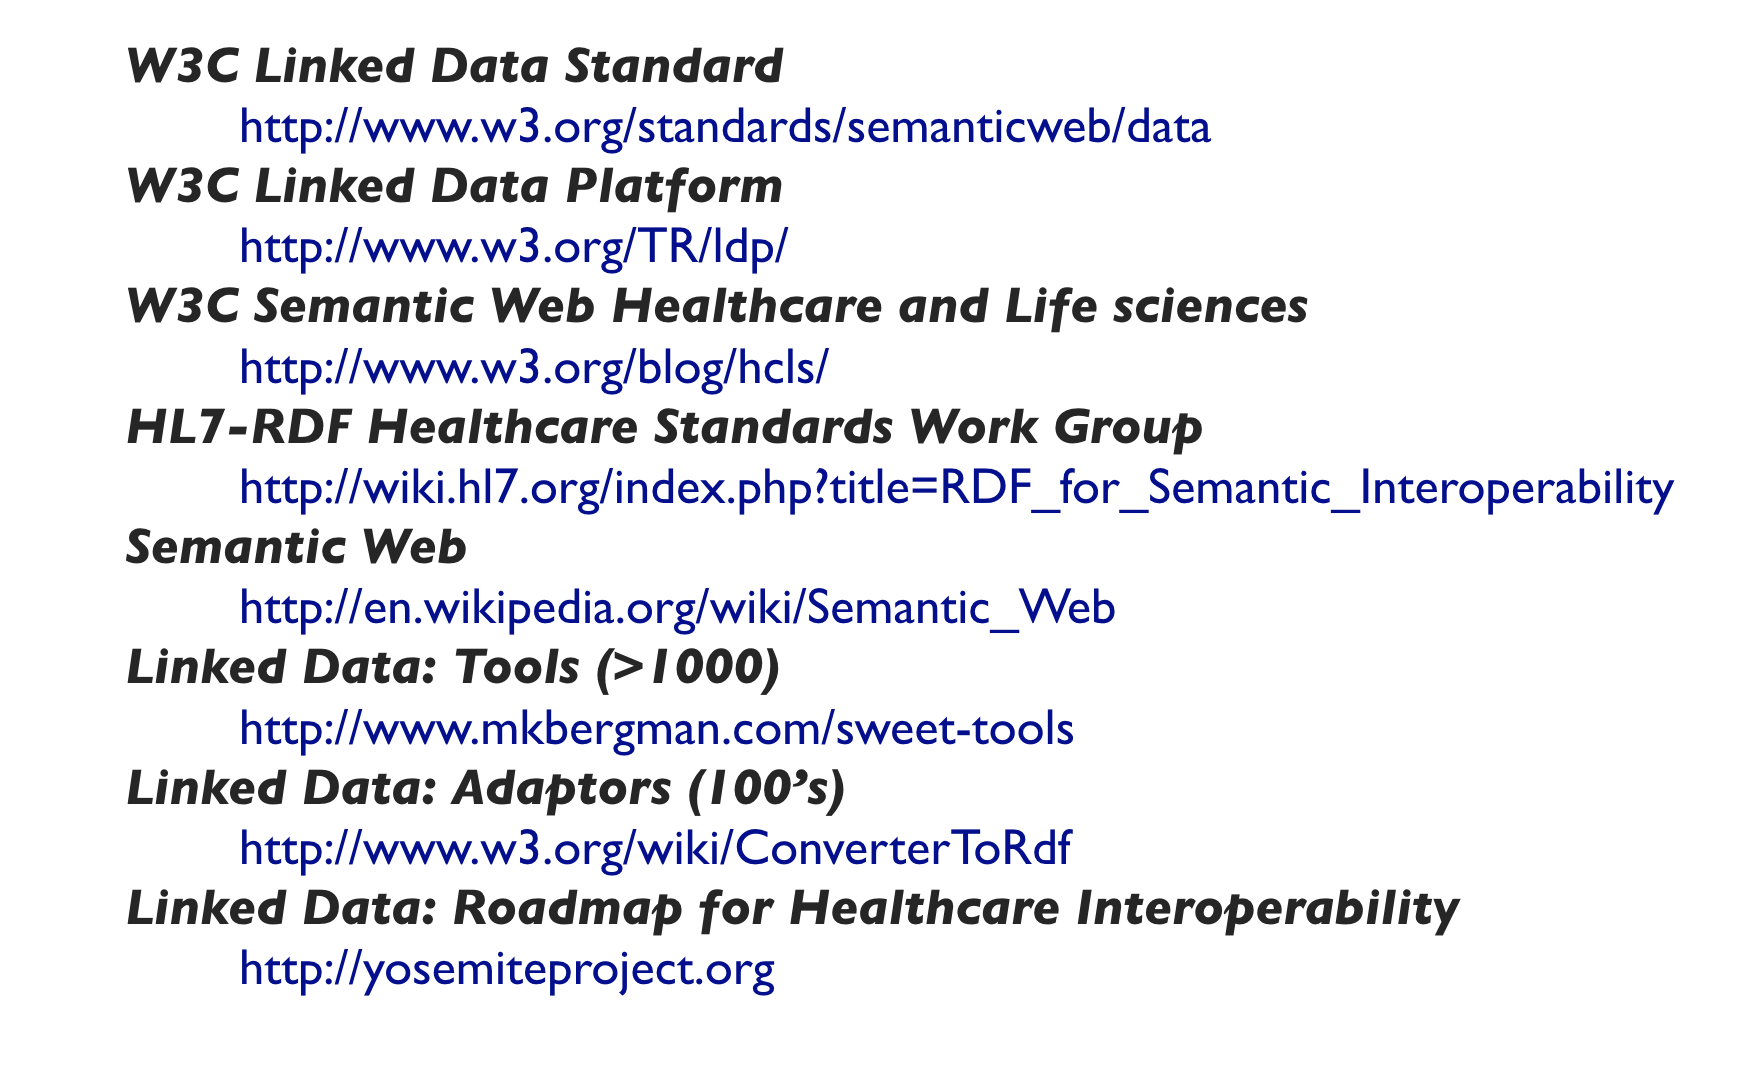 W3C Linked Data Standard
http://www.w3.org/standards/semanticweb/data
W3C Linked Data Platform
http://www.w3.org/TR/ldp/
W3C Semantic Web Healthcare and Life sciences
http://www.w3.org/blog/hcls/
HL7-RDF Healthcare Standards Work Group
http://wiki.hl7.org/index.php?title=RDF_for_Semantic_Interoperability
Semantic Web
http://en.wikipedia.org/wiki/Semantic_Web
Linked Data: Tools (>1000)
http://www.mkbergman.com/sweet-tools
Linked Data: Adaptors (100’s)
http://www.w3.org/wiki/ConverterToRdf
Linked Data: Roadmap for Healthcare Interoperability
http://yosemiteproject.org